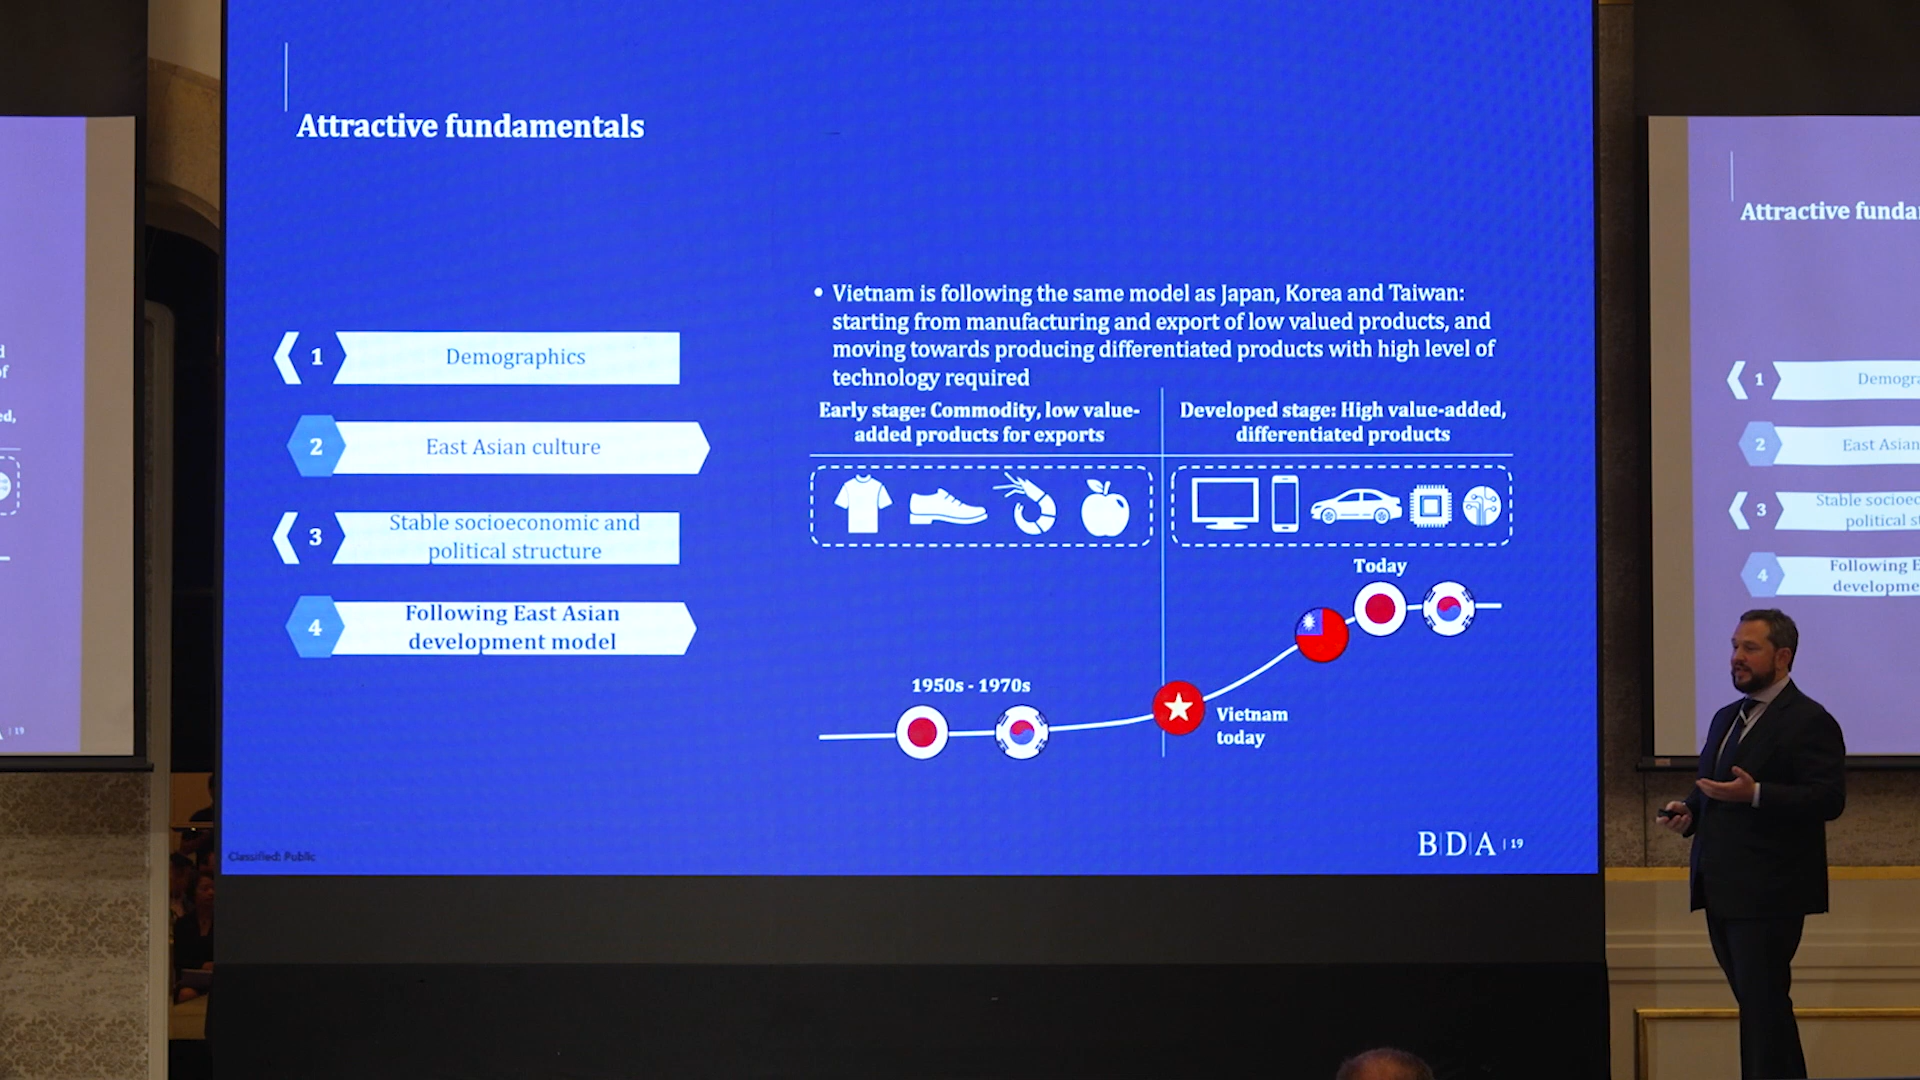 Attractive fundamentals
1 Demographics
2 East Asian culture
3 Stable socioeconomic and
political structure
4 Following East Asian
development model
• Vietnam is following the same model as Japan, Korea and Taiwan:
starting from manufacturing and export of low valued products, and
moving towards producing differentiated products with high level of
technology required
Early stage: Commodity, low value-
added products for exports
Developed stage: High value-added,
differentiated products
Today
1950s - 1970s
Vietnam
today
Classified: Public
B|D|A | 19
ed,
| 19
Attractive funda
1 Demogra
2 East Asian
3 Stable socioec
political st
4 Following E
developme